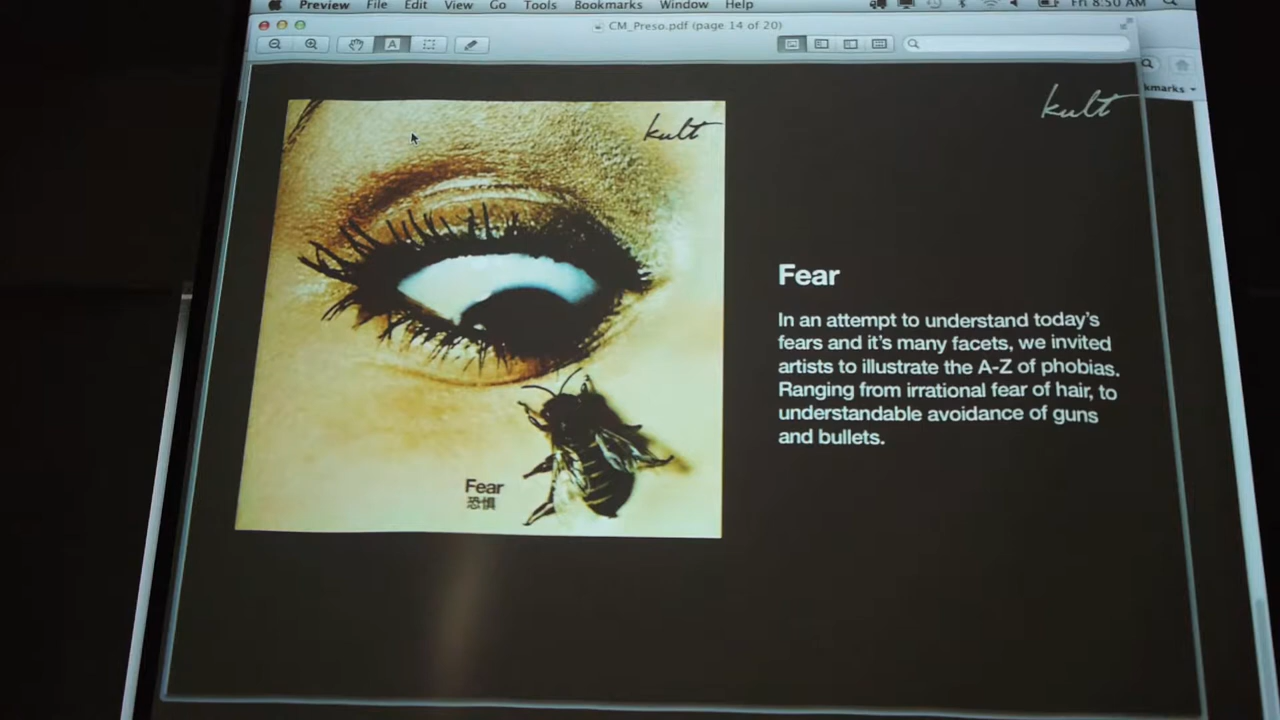 Preview File Edit View Go Tools Bookmarks Window Help Fri 8:50 AM
CM_Preso.pdf (page 14 of 20)
A
kmarks
kult
kult
Fear
In an attempt to understand today's
fears and it's many facets, we invited
artists to illustrate the A-Z of phobias.
Ranging from irrational fear of hair, to
understandable avoidance of guns
and bullets.
Fear
恐惧